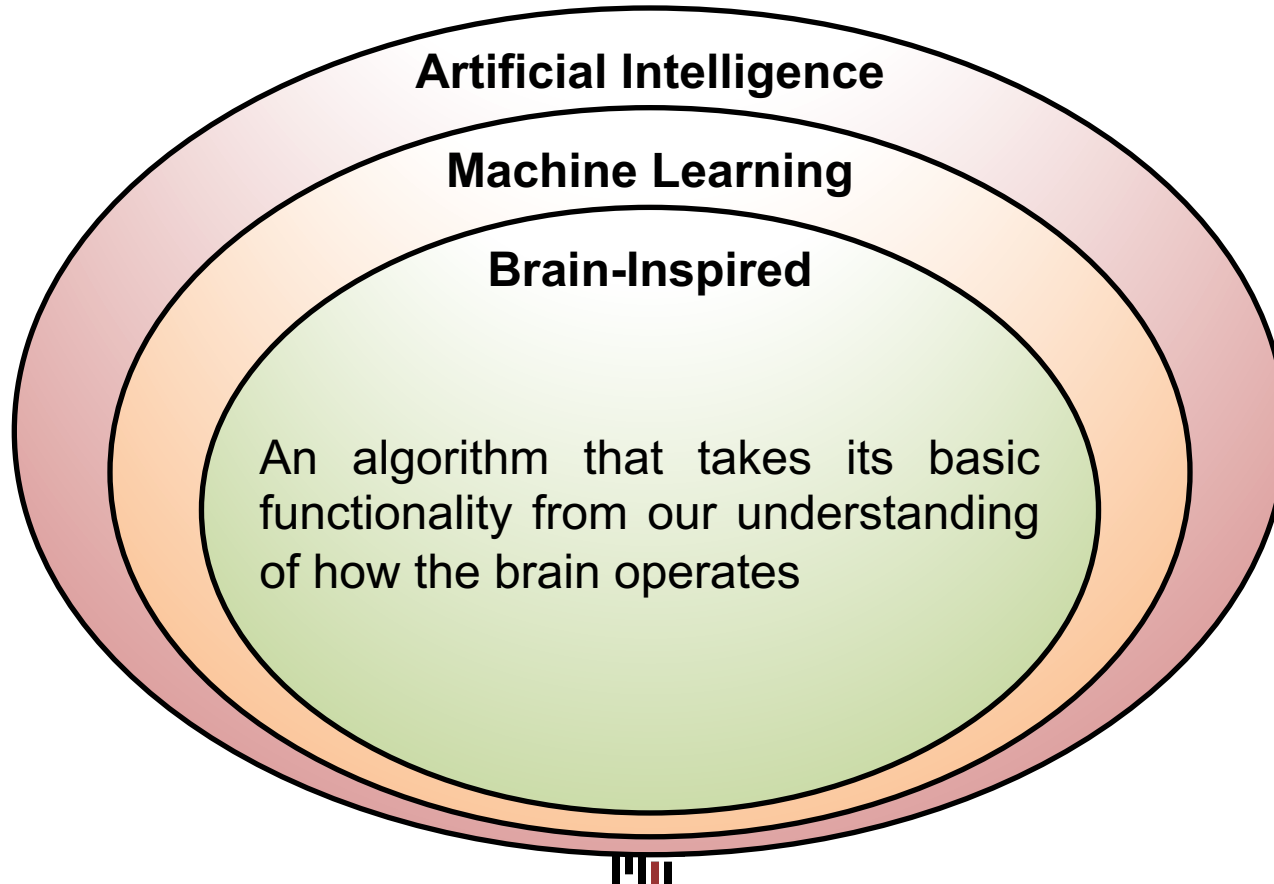 Artificial Intelligence
Machine Learning
Brain-Inspired
An algorithm that takes its basic
functionality from our understanding
of how the brain operates